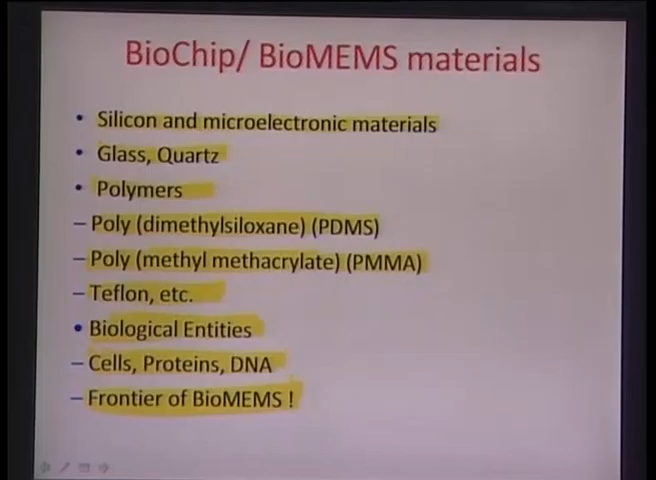 BioChip/ BioMEMS materials
• Silicon and microelectronic materials
• Glass, Quartz
• Polymers
– Poly (dimethylsiloxane) (PDMS)
– Poly (methyl methacrylate) (PMMA)
– Teflon, etc.
• Biological Entities
– Cells, Proteins, DNA
– Frontier of BioMEMS !